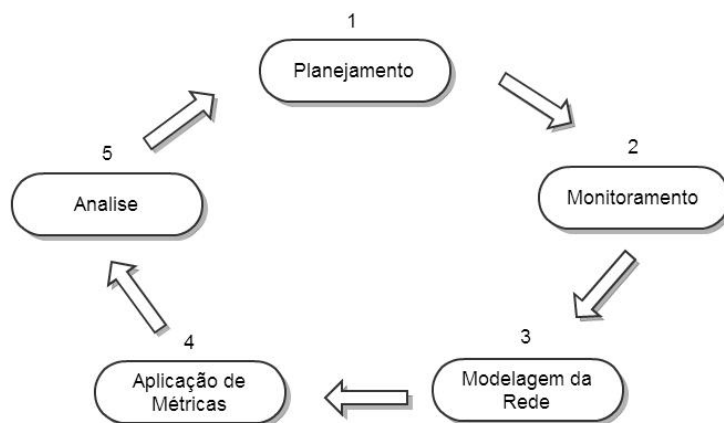 1
Planejamento
2
Monitoramento
3
Modelagem da
Rede
4
Aplicação de
Métricas
5
Analise